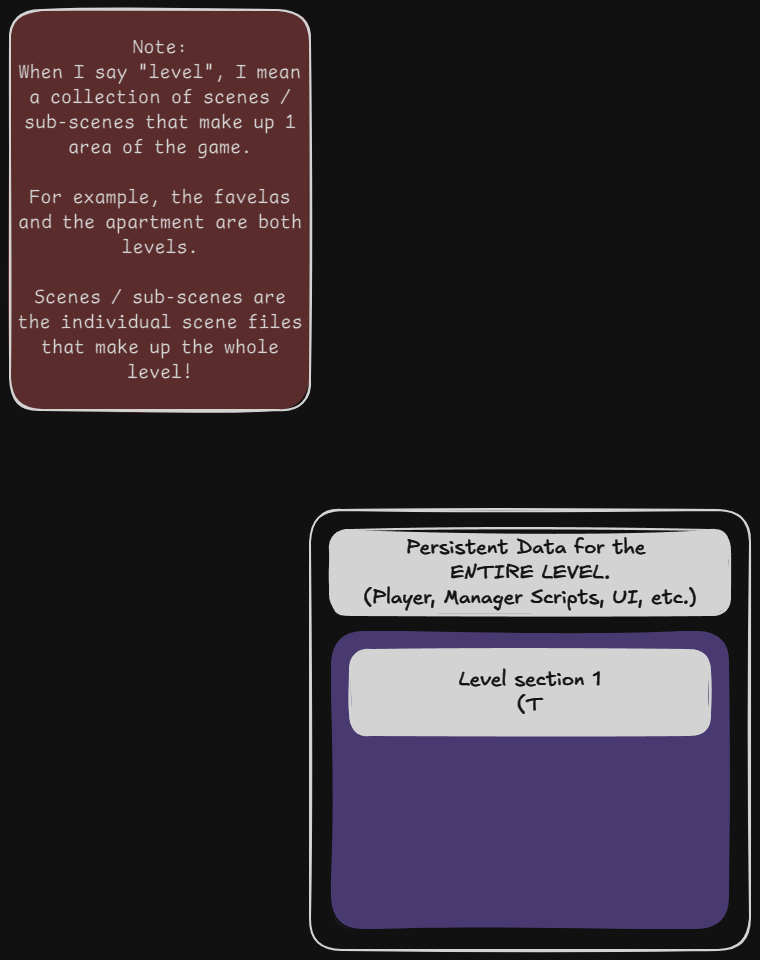 Note:
When I say "level", I mean
a collection of scenes /
sub-scenes that make up 1
area of the game.
For example, the favelas
and the apartment are both
levels.
Scenes / sub-scenes are
the individual scene files
that make up the whole
level!
Persistent Data for the
ENTIRE LEVEL.
(Player, Manager Scripts, UI, etc.)
Level section 1
(T